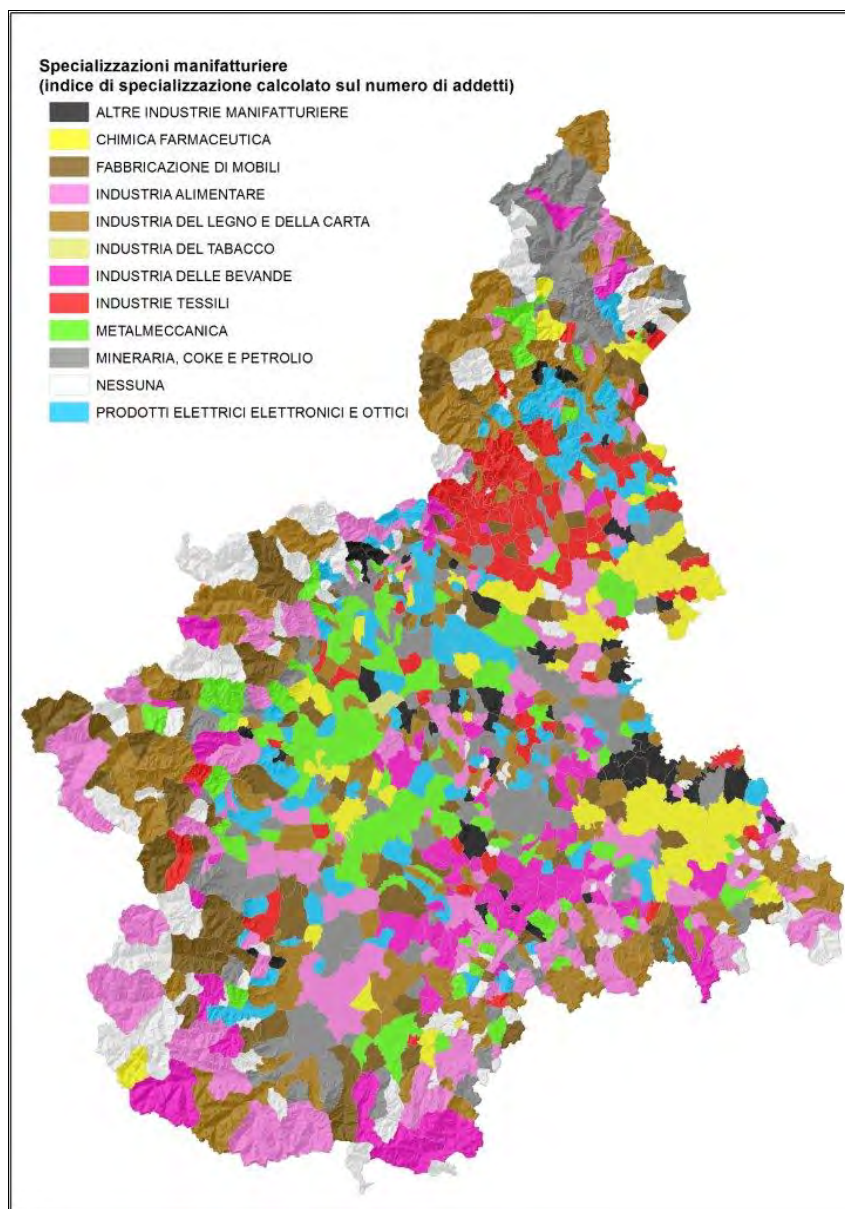 Specializzazioni manifatturiere
(indice di specializzazione calcolato sul numero di addetti)
ALTRE INDUSTRIE MANIFATTURIERE
CHIMICA FARMACEUTICA
FABBRICAZIONE DI MOBILI
INDUSTRIA ALIMENTARE
INDUSTRIA DEL LEGNO E DELLA CARTA
INDUSTRIA DEL TABACCO
INDUSTRIA DELLE BEVANDE
INDUSTRIE TESSILI
METALMECCANICA
MINERARIA, COKE E PETROLIO
NESSUNA
PRODOTTI ELETTRICI ELETTRONICI E OTTICI